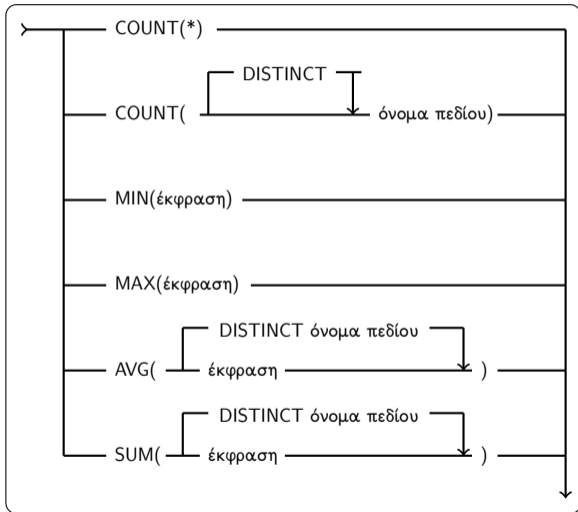 COUNT(*)
DISTINCT
COUNT( όνομα πεδίου)
MIN(έκφραση)
MAX(έκφραση)
DISTINCT όνομα πεδίου
AVG( έκφραση )
DISTINCT όνομα πεδίου
SUM( έκφραση )